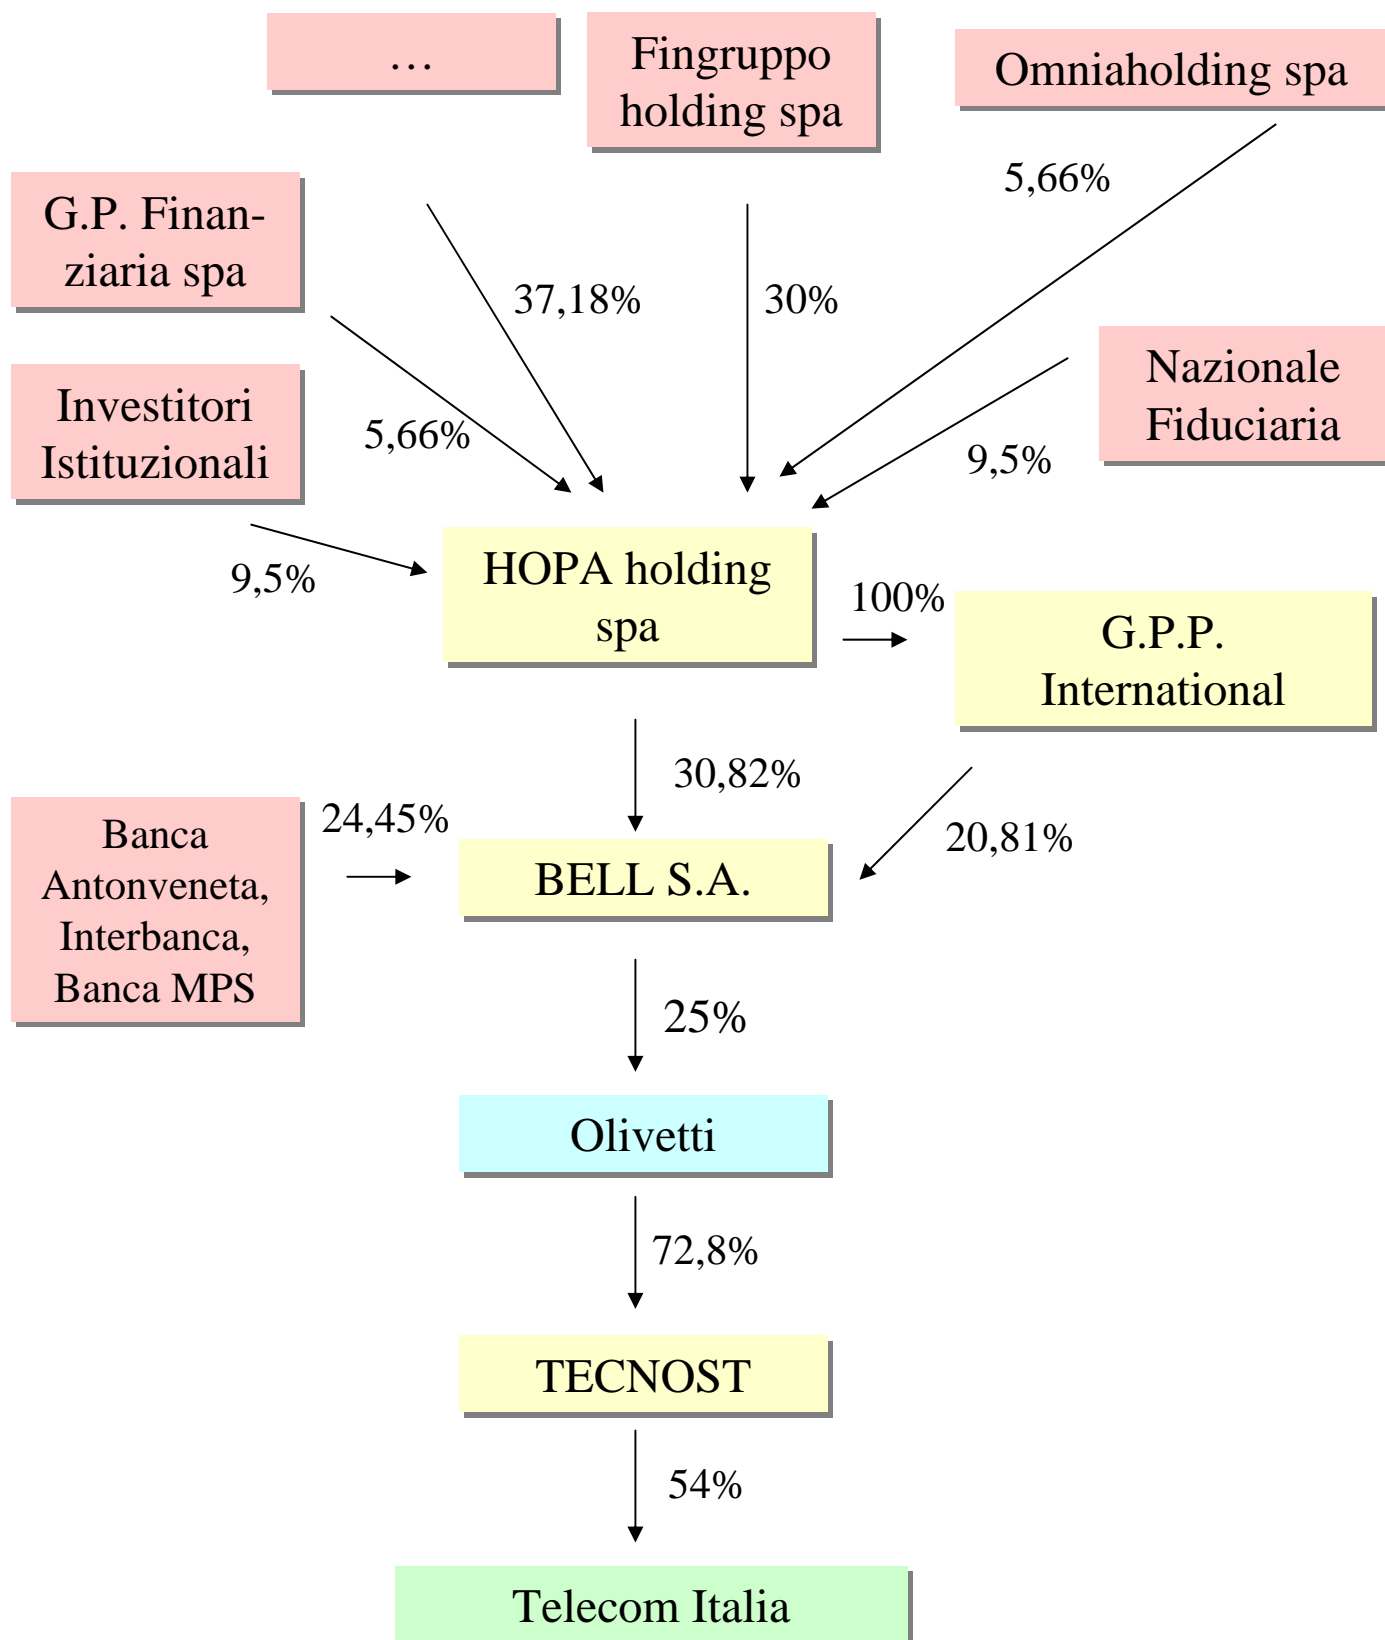 …
Fingruppo
holding spa
Omniaholding spa
5,66%
G.P. Finan-
ziaria spa
37,18%
30%
Investitori
Istituzionali
5,66%
Nazionale
Fiduciaria
9,5%
9,5%
HOPA holding
spa
100%
G.P.P.
International
30,82%
24,45%
20,81%
Banca
Antonveneta,
Interbanca,
Banca MPS
BELL S.A.
25%
Olivetti
72,8%
TECNOST
54%
Telecom Italia